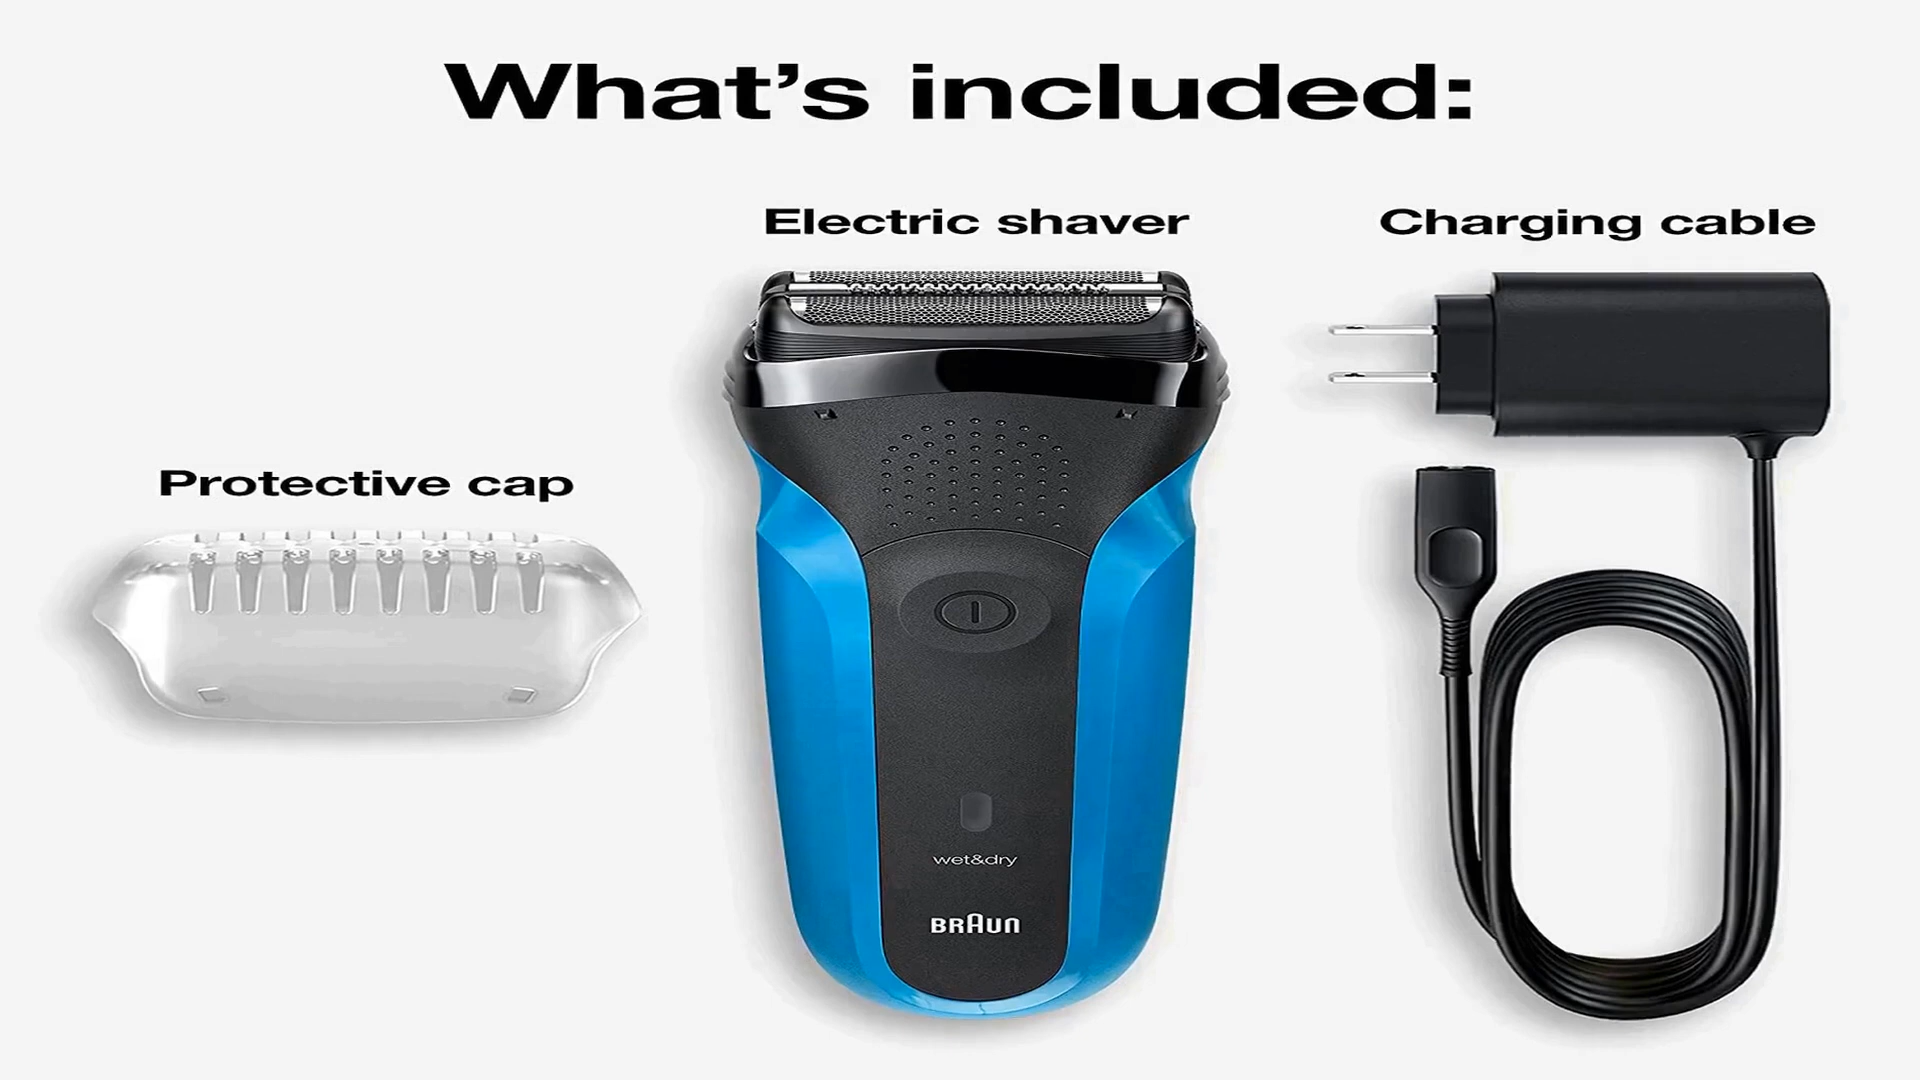 What's included:
Electric shaver
Charging cable
Protective cap
wet&dry
BRAUN